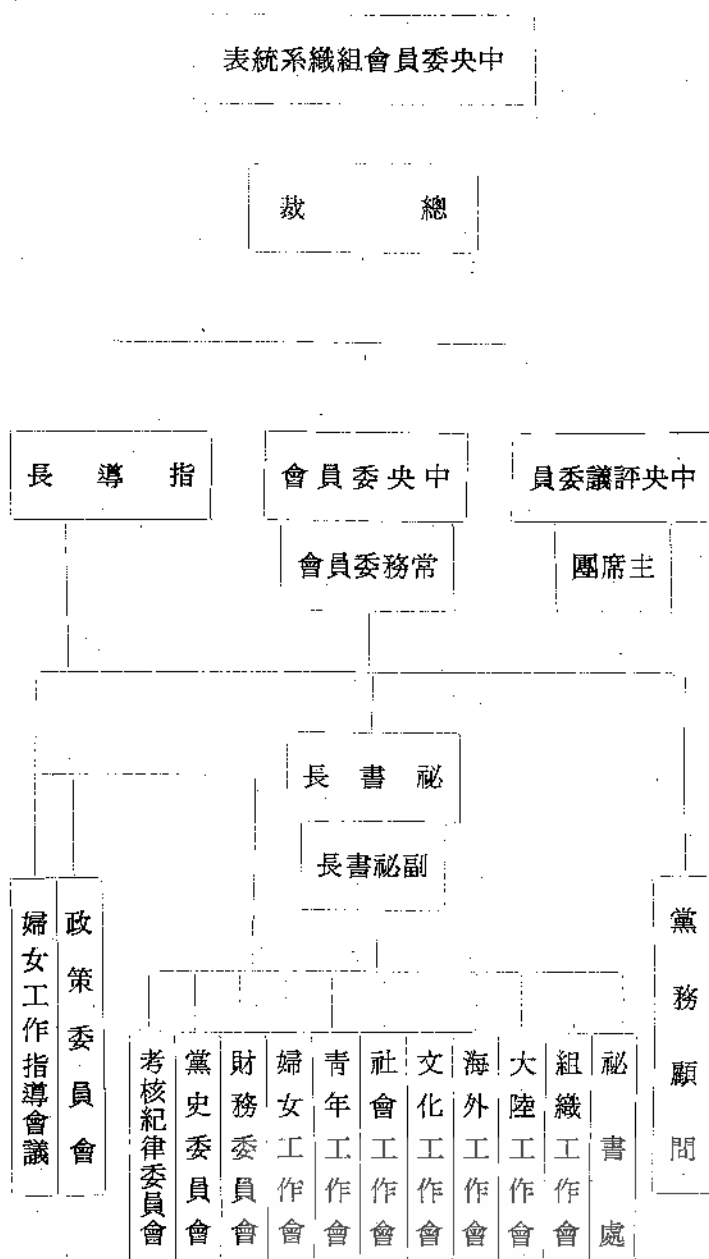 中央委員會組織系統表
總裁
中央評議委員
中央委員會
指導長
主席團
常務委員會
祕書長
副祕書長
黨務顧問
政策委員會
婦女工作指導會議
祕書處
組織工作會
大陸工作會
海外工作會
文化工作會
社會工作會
青年工作會
婦女工作會
財務委員會
黨史委員會
考核紀律委員會